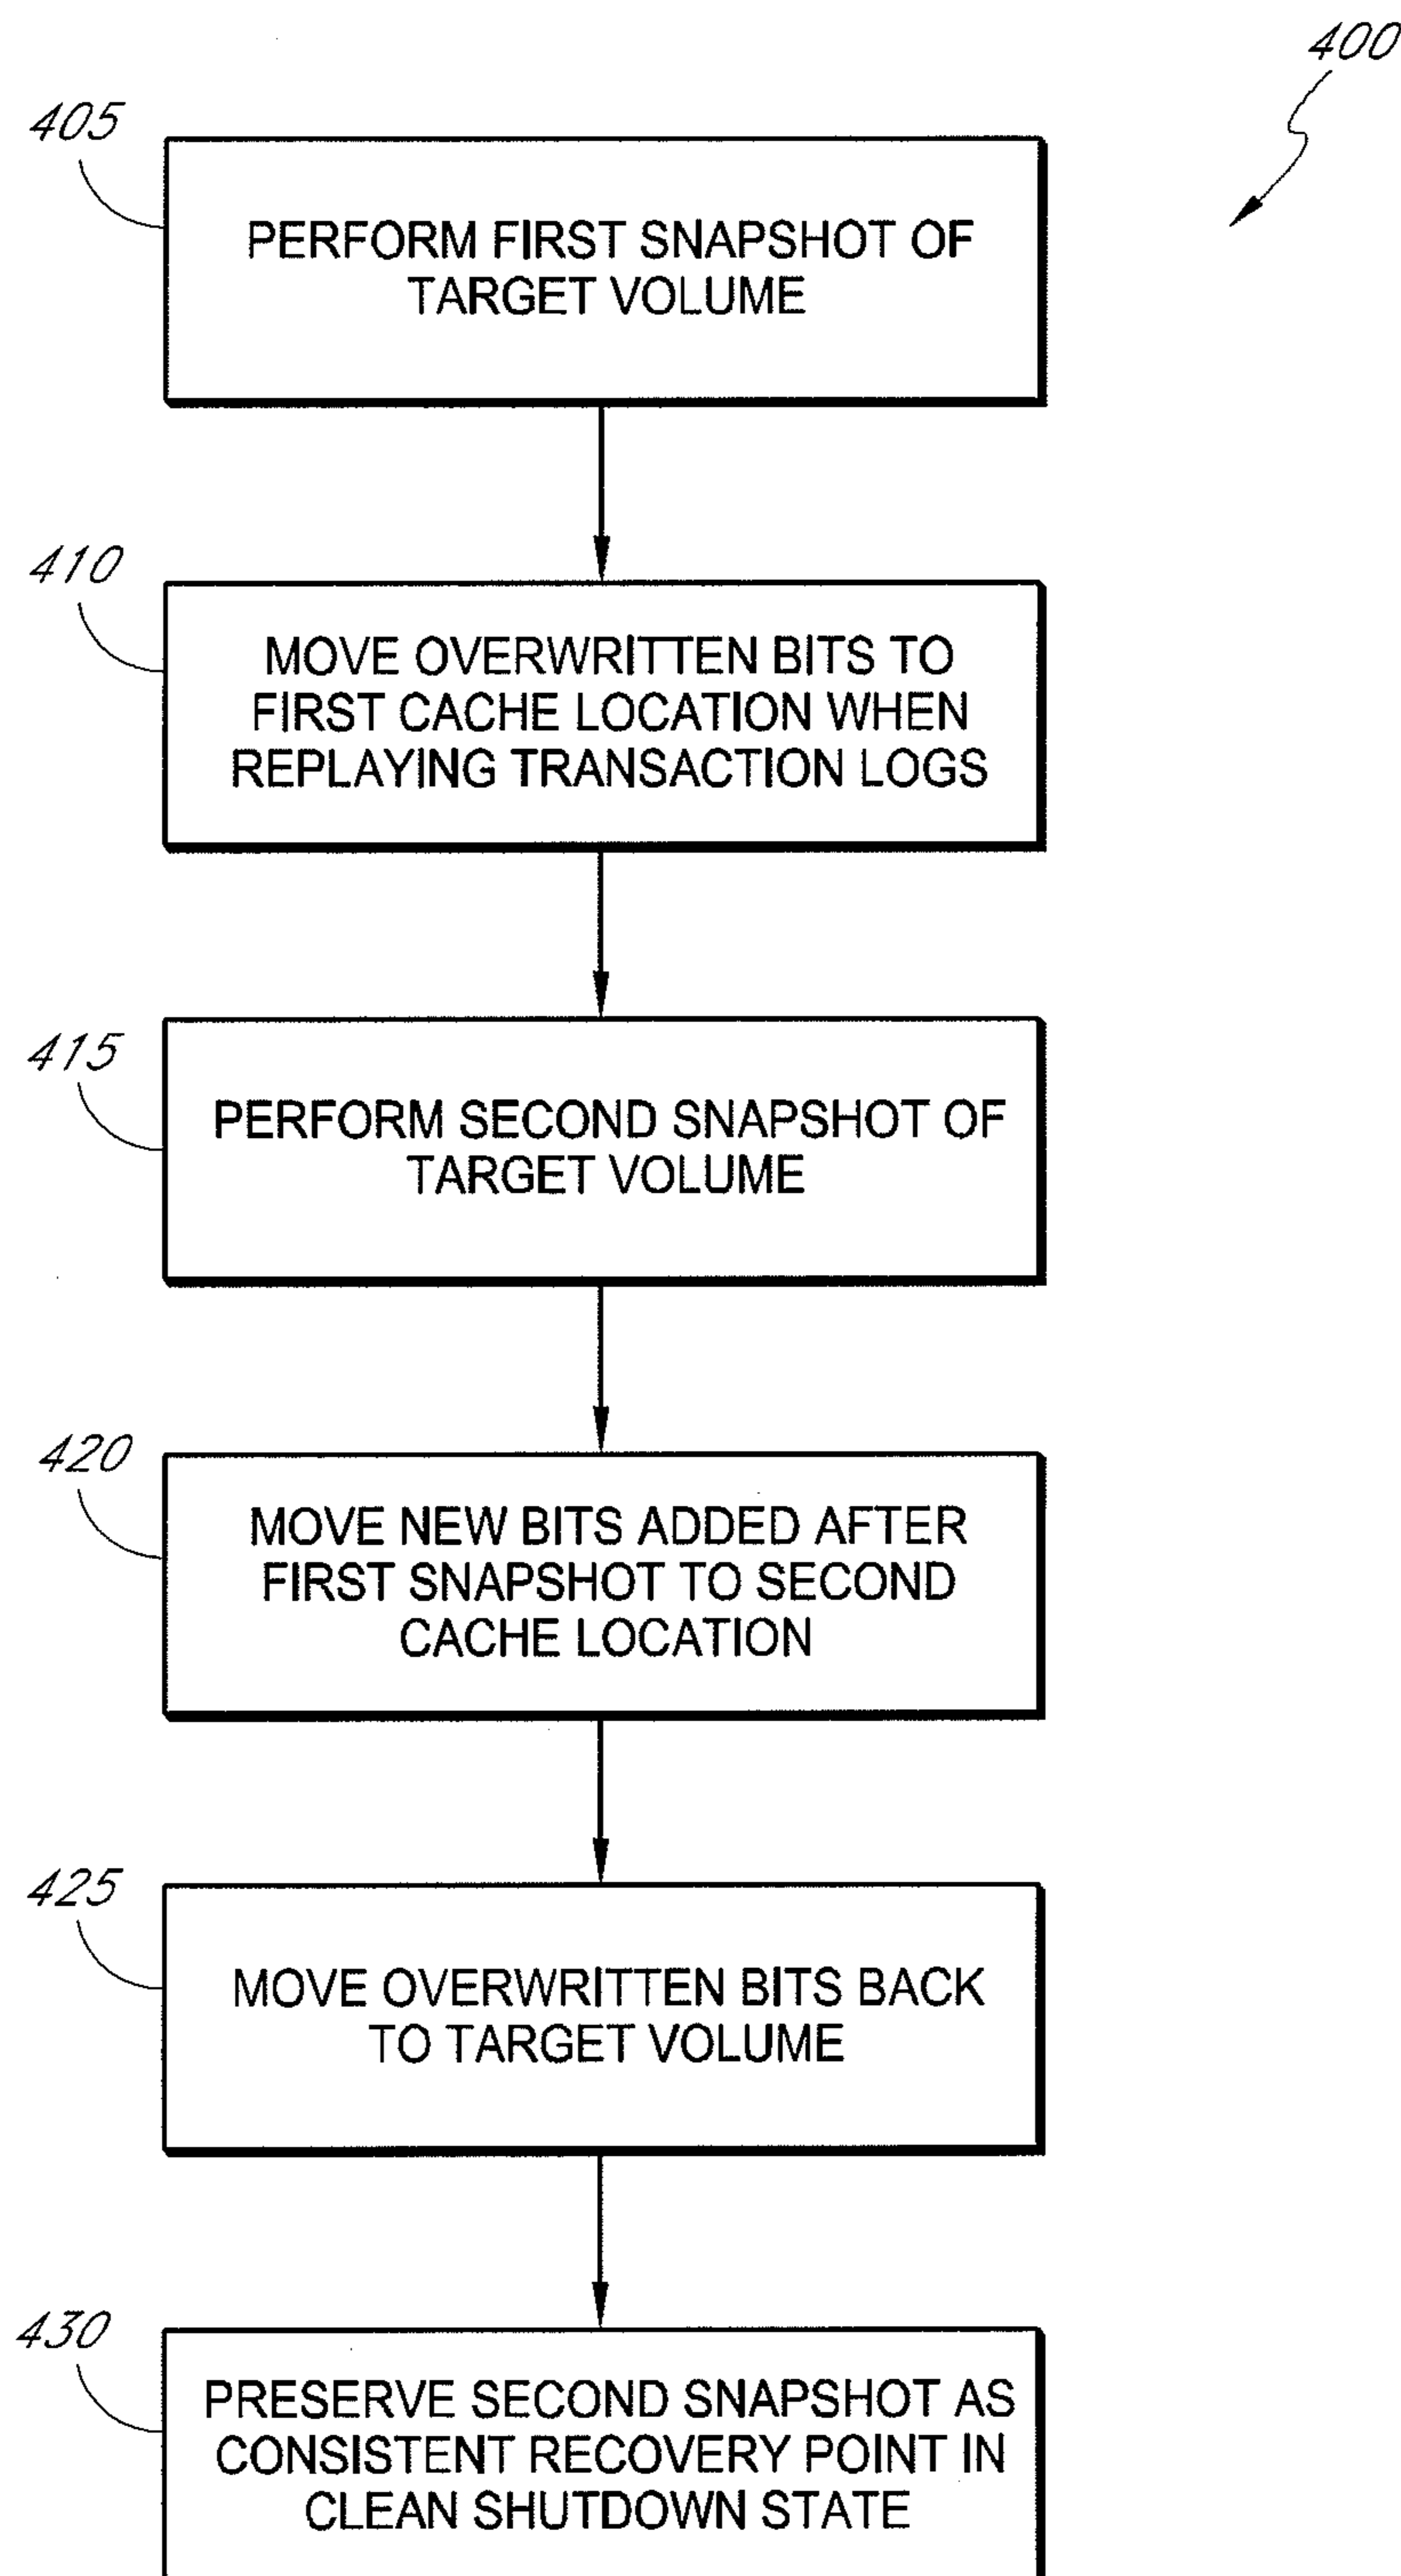 400
405
PERFORM FIRST SNAPSHOT OF
TARGET VOLUME
410
MOVE OVERWRITTEN BITS TO
FIRST CACHE LOCATION WHEN
REPLAYING TRANSACTION LOGS
415
PERFORM SECOND SNAPSHOT OF
TARGET VOLUME
420
MOVE NEW BITS ADDED AFTER
FIRST SNAPSHOT TO SECOND
CACHE LOCATION
425
MOVE OVERWRITTEN BITS BACK
TO TARGET VOLUME
430
PRESERVE SECOND SNAPSHOT AS
CONSISTENT RECOVERY POINT IN
CLEAN SHUTDOWN STATE